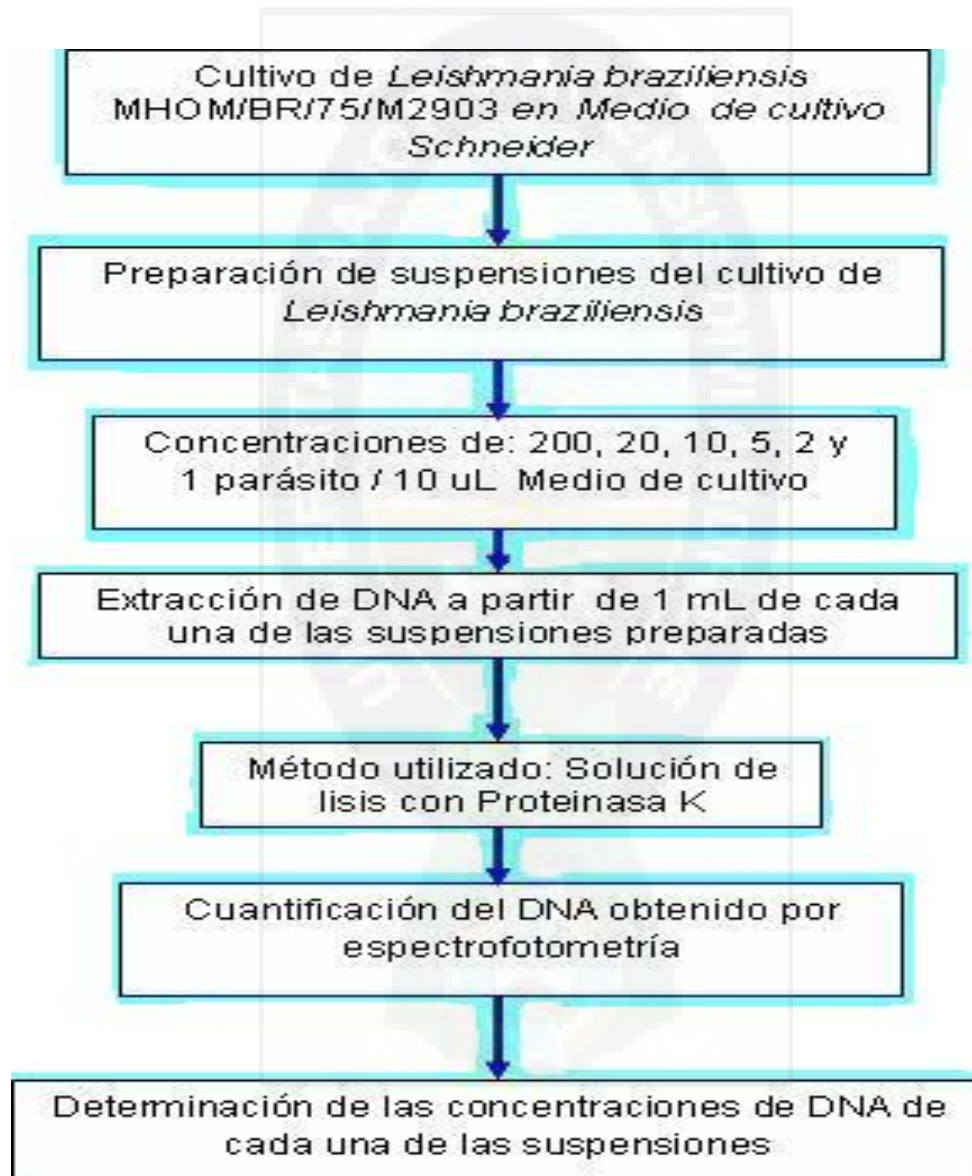 Cultivo de Leishmania braziliensis
MHOM/BR/75/M2903 en Medio de cultivo
Schneider
Preparación de suspensiones del cultivo de
Leishmania braziliensis
Concentraciones de: 200, 20, 10, 5, 2 y
1 parásito / 10 uL Medio de cultivo
Extracción de DNA a partir de 1 mL de cada
una de las suspensiones preparadas
Método utilizado: Solución de
lisis con Proteinasa K
Cuantificación del DNA obtenido por
espectrofotometría
Determinación de las concentraciones de DNA de
cada una de las suspensiones